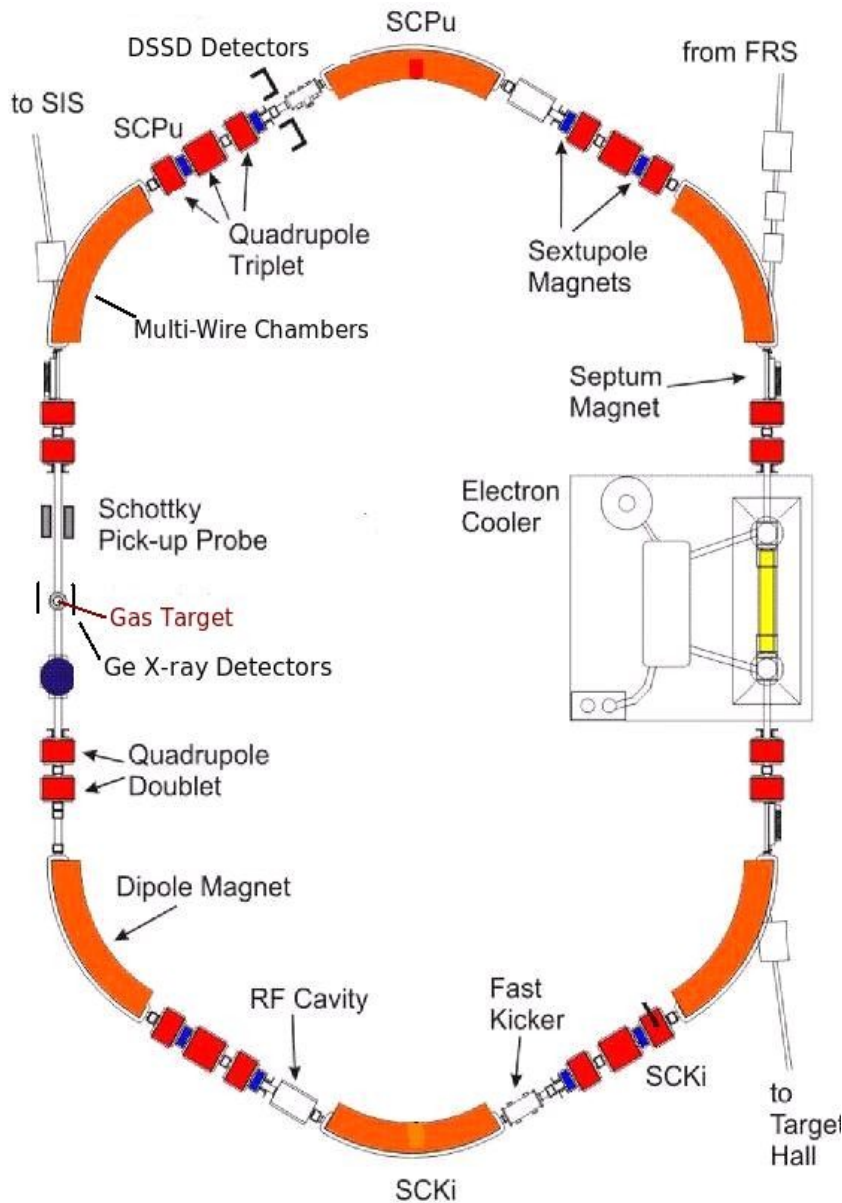 SCPu
DSSD Detectors
from FRS
to SIS
SCPu
Quadrupole
Triplet
Sextupole
Magnets
Multi-Wire Chambers
Septum
Magnet
Electron
Cooler
Schottky
Pick-up Probe
Gas Target
Ge X-ray Detectors
Quadrupole
Doublet
Dipole Magnet
RF Cavity
Fast
Kicker
SCKi
to
Target
Hall
SCKi